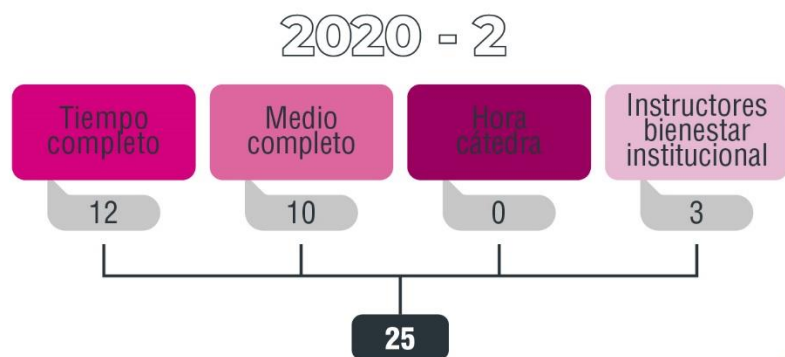 2020 - 2
Tiempo
completo
Medio
completo
Hora
cátedra
Instructores
bienestar
institucional
12
10
0
3
25